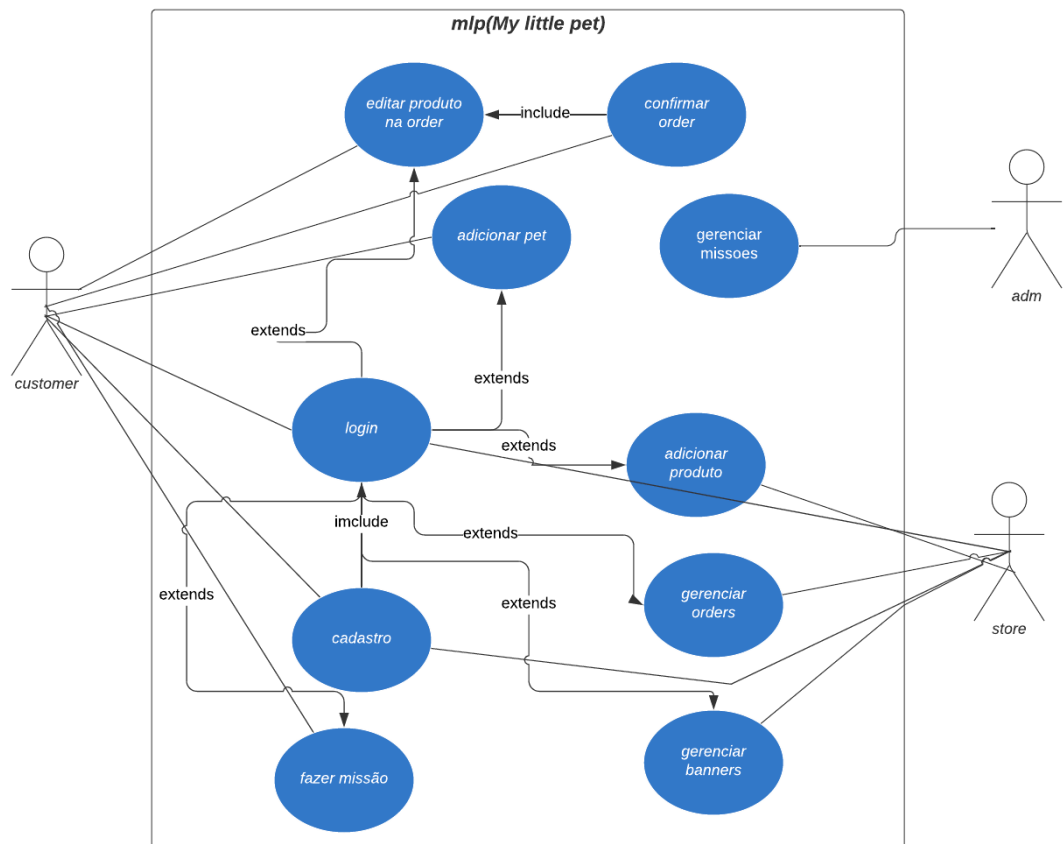 mlp(My little pet)
editar produto
na order
include
confirmar
order
adicionar pet
gerenciar
missoes
adm
customer
extends
extends
login
extends
adicionar
produto
imclude
extends
extends
extends
gerenciar
orders
store
cadastro
gerenciar
banners
fazer missão